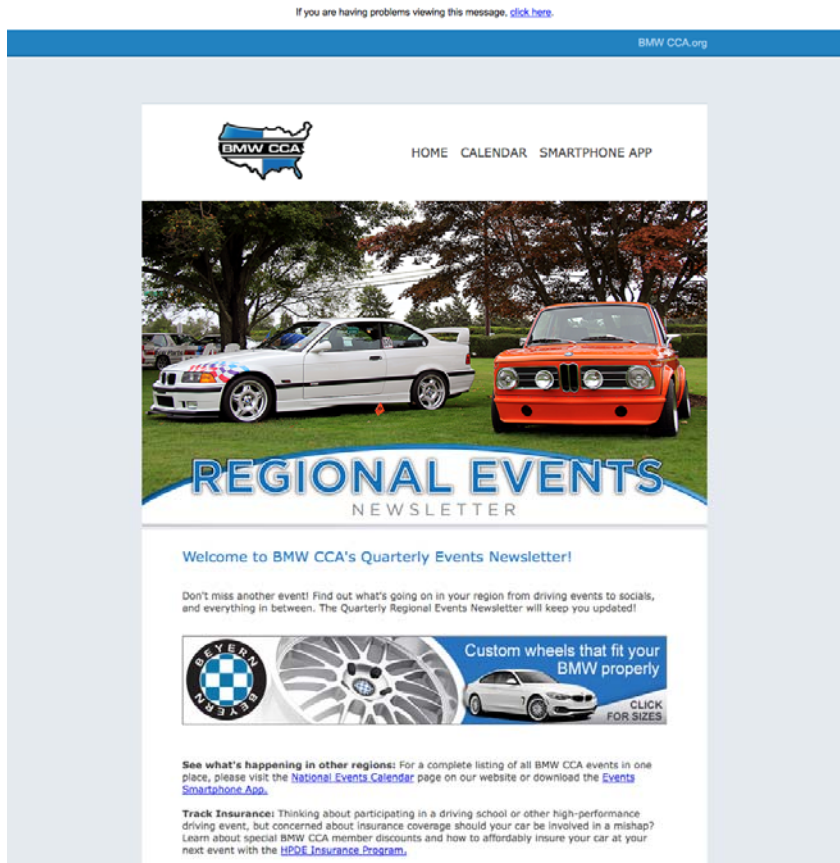 If you are having problems viewing this message, click here.
BMW CCA.org
BMW CCA
HOME CALENDAR SMARTPHONE APP
REGIONAL EVENTS
NEWSLETTER
Welcome to BMW CCA's Quarterly Events Newsletter!
Don't miss another event! Find out what's going on in your region from driving events to socials,
and everything in between. The Quarterly Regional Events Newsletter will keep you updated!
BEYERN
BEYERN
Custom wheels that fit your
BMW properly
CLICK
FOR SIZES
See what's happening in other regions: For a complete listing of all BMW CCA events in one
place, please visit the National Events Calendar page on our website or download the Events
Smartphone App.
Track Insurance: Thinking about participating in a driving school or other high-performance
driving event, but concerned about insurance coverage should your car be involved in a mishap?
Learn about special BMW CCA member discounts and how to affordably insure your car at your
next event with the HPDE Insurance Program.